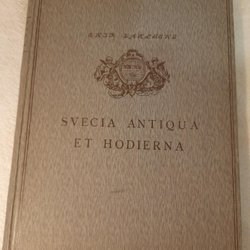 SVECIA ANTIQUA
ET HODIERNA